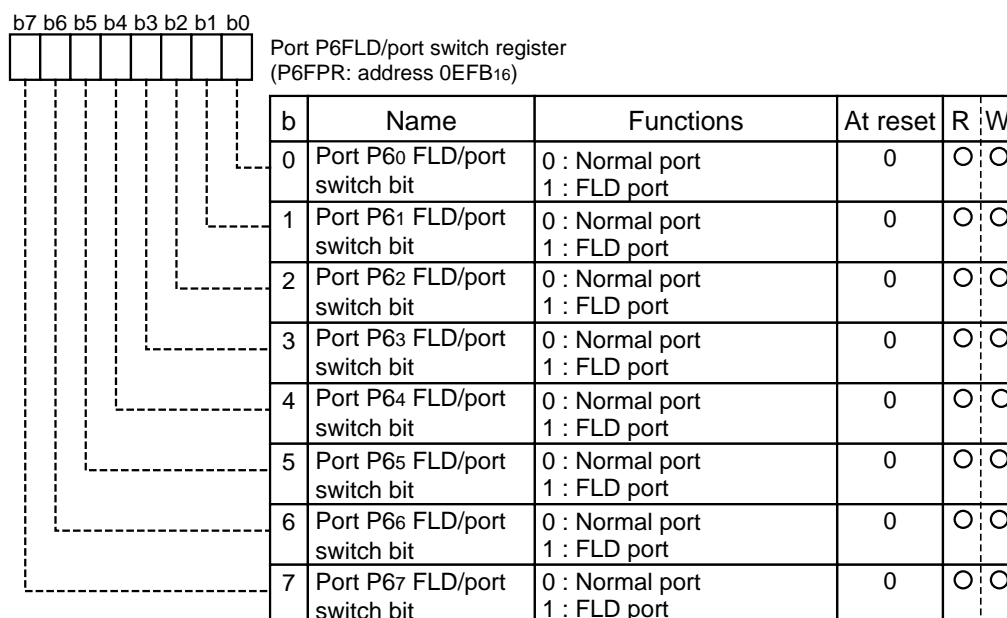 b7 b6 b5 b4 b3 b2 b1 b0
Port P6FLD/port switch register
(P6FPR: address 0EFB16)
b Name Functions At reset R W
0 Port P60 FLD/port switch bit 0 : Normal port 0 O O
1 : FLD port
1 Port P61 FLD/port switch bit 0 : Normal port 0 O O
1 : FLD port
2 Port P62 FLD/port switch bit 0 : Normal port 0 O O
1 : FLD port
3 Port P63 FLD/port switch bit 0 : Normal port 0 O O
1 : FLD port
4 Port P64 FLD/port switch bit 0 : Normal port 0 O O
1 : FLD port
5 Port P65 FLD/port switch bit 0 : Normal port 0 O O
1 : FLD port
6 Port P66 FLD/port switch bit 0 : Normal port 0 O O
1 : FLD port
7 Port P67 FLD/port switch bit 0 : Normal port 0 O O
1 : FLD port